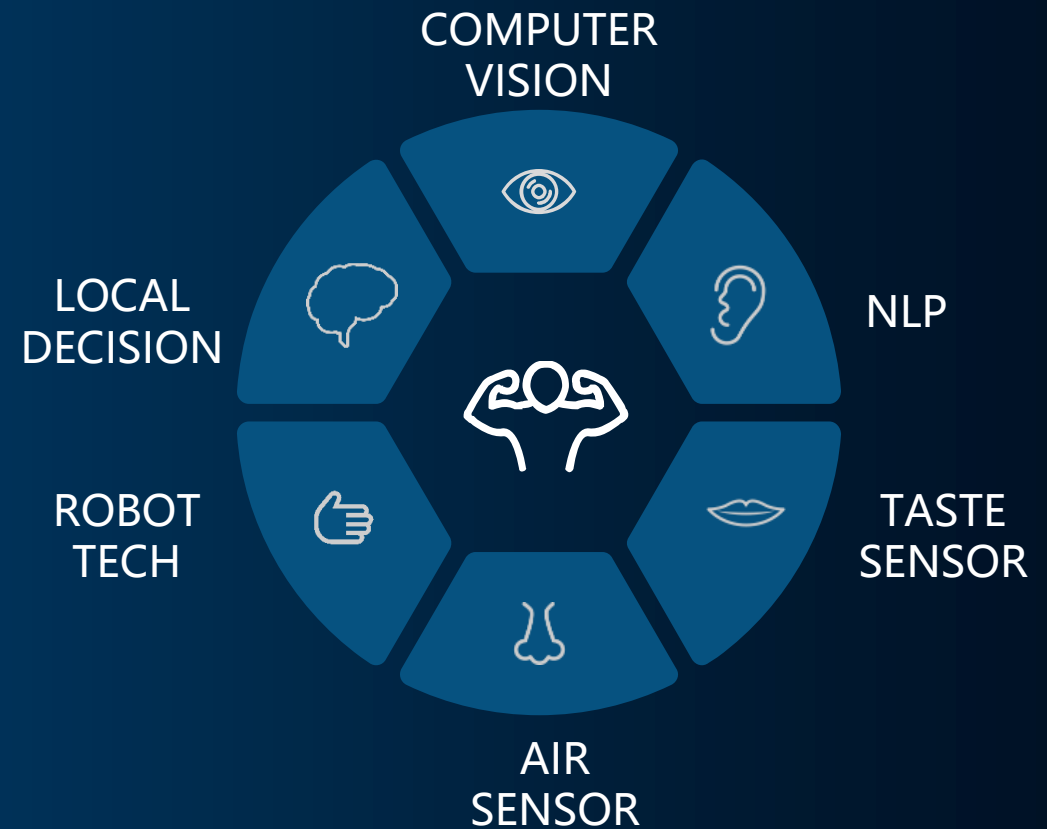 COMPUTER
VISION
LOCAL
DECISION
NLP
ROBOT
TECH
TASTE
SENSOR
AIR
SENSOR